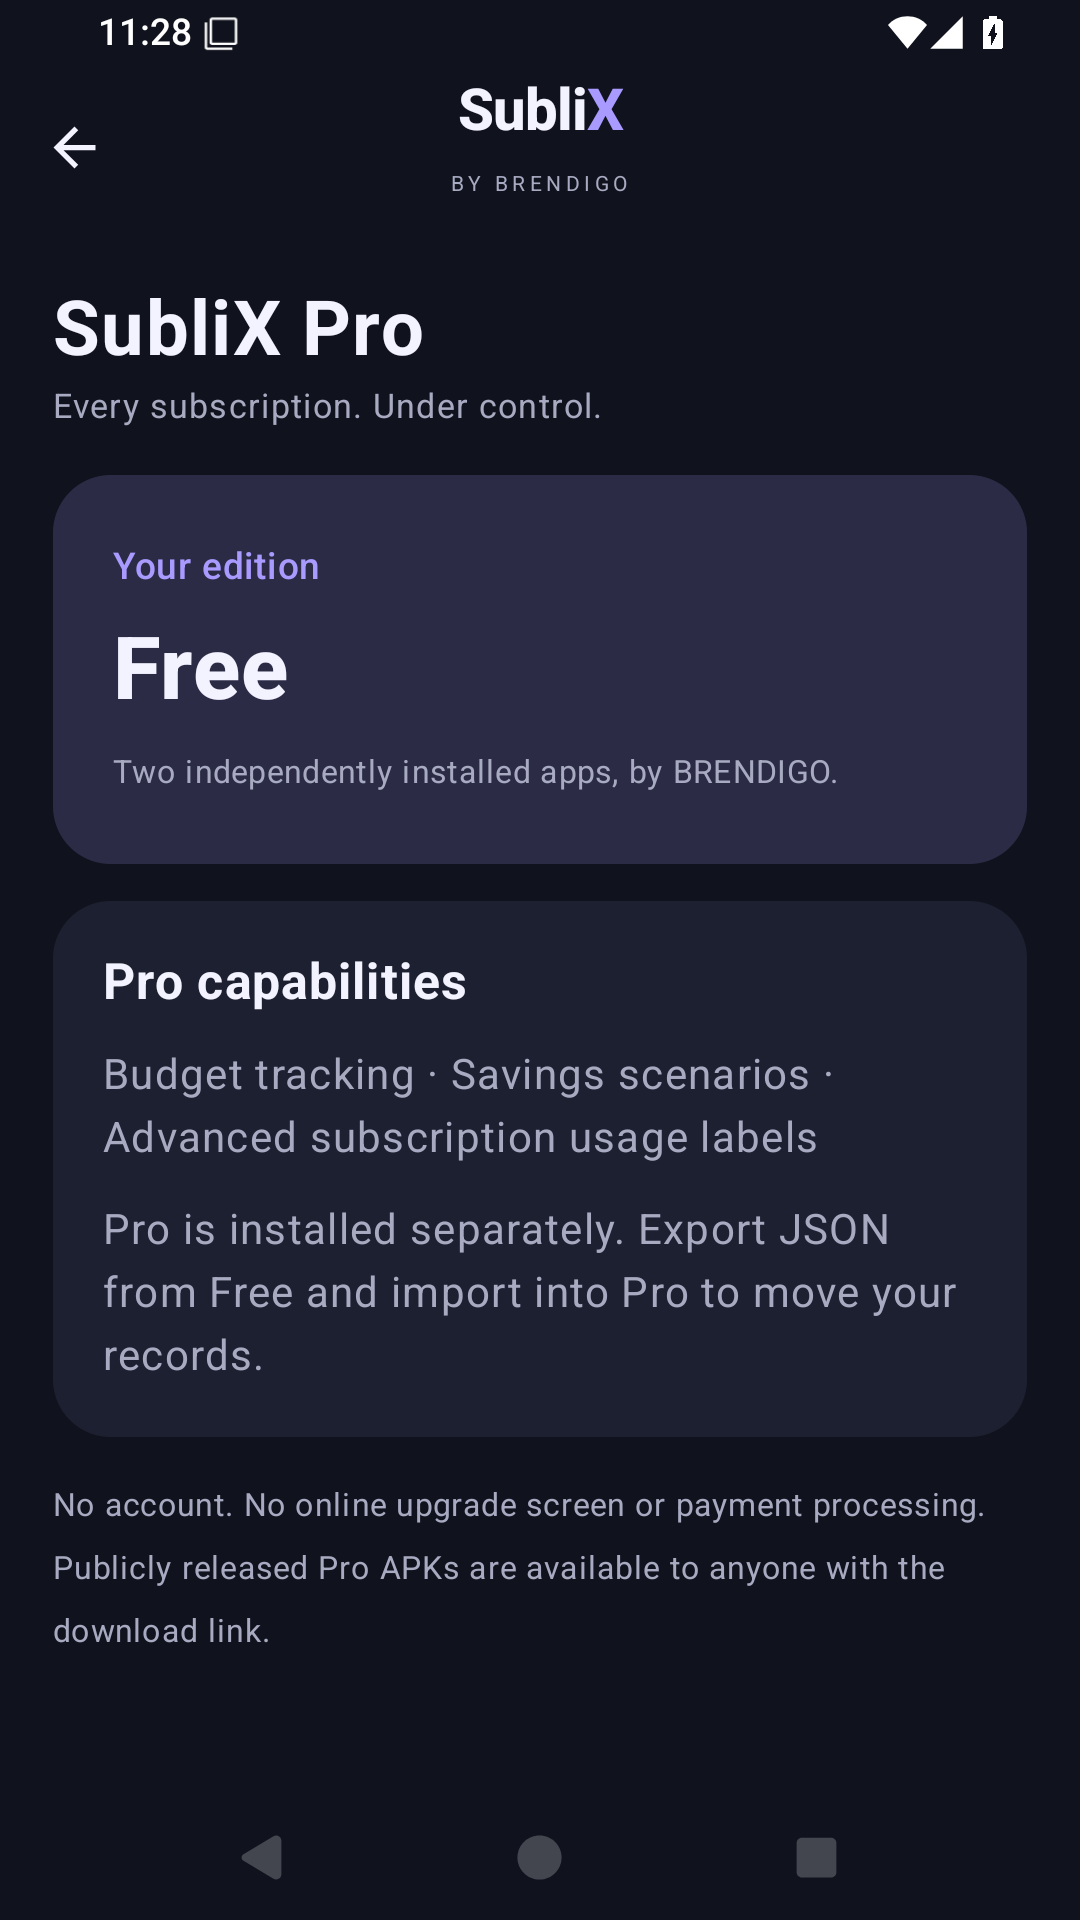 11:28
SubliX
BY BRENDIGO
SubliX Pro
Every subscription. Under control.
Your edition
Free
Two independently installed apps, by BRENDIGO.
Pro capabilities
Budget tracking · Savings scenarios ·
Advanced subscription usage labels
Pro is installed separately. Export JSON
from Free and import into Pro to move your
records.
No account. No online upgrade screen or payment processing.
Publicly released Pro APKs are available to anyone with the
download link.